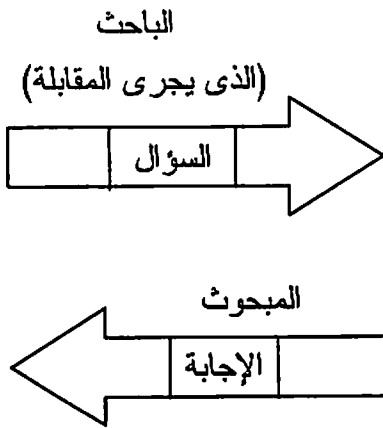 الباحث
(الذى يجرى المقابلة)
السؤال
المبحوث
الإجابة